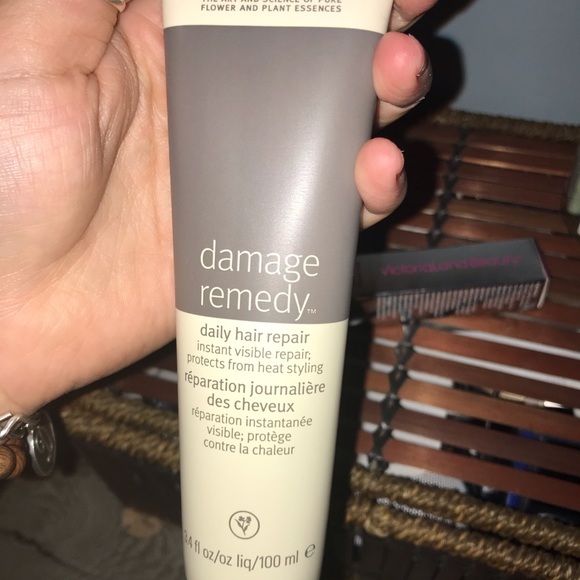 THE ART AND SCIENCE OF PURE
FLOWER AND PLANT ESSENCES
damage
remedy™
daily hair repair
instant visible repair;
protects from heat styling
réparation journalière
des cheveux
réparation instantanée
visible; protège
contre la chaleur
3.4 fl oz/oz liq/100 ml e
VictoriaLandBeauty